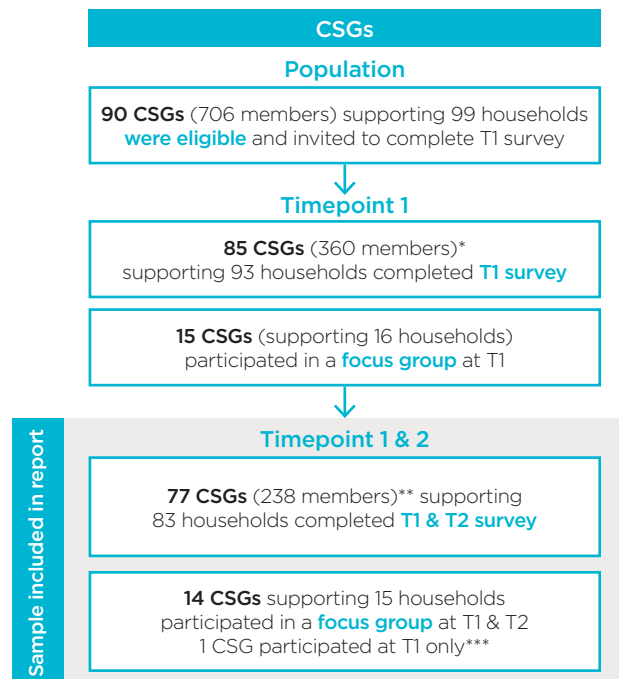 CSGs
Population
90 CSGs (706 members) supporting 99 households
were eligible and invited to complete T1 survey
Timepoint 1
85 CSGs (360 members)*
supporting 93 households completed T1 survey
15 CSGs (supporting 16 households)
participated in a focus group at T1
Sample included in report
Timepoint 1 & 2
77 CSGs (238 members)** supporting
83 households completed T1 & T2 survey
14 CSGs supporting 15 households
participated in a focus group at T1 & T2
1 CSG participated at T1 only***